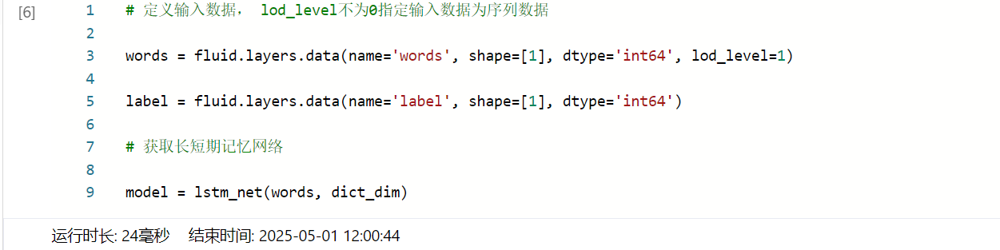 [6]
1 # 定义输入数据， lod_level不为0指定输入数据为序列数据
2
3 words = fluid.layers.data(name='words', shape=[1], dtype='int64', lod_level=1)
4
5 label = fluid.layers.data(name='label', shape=[1], dtype='int64')
6
7 # 获取长短期记忆网络
8
9 model = lstm_net(words, dict_dim)
运行时长: 24毫秒 结束时间: 2025-05-01 12:00:44